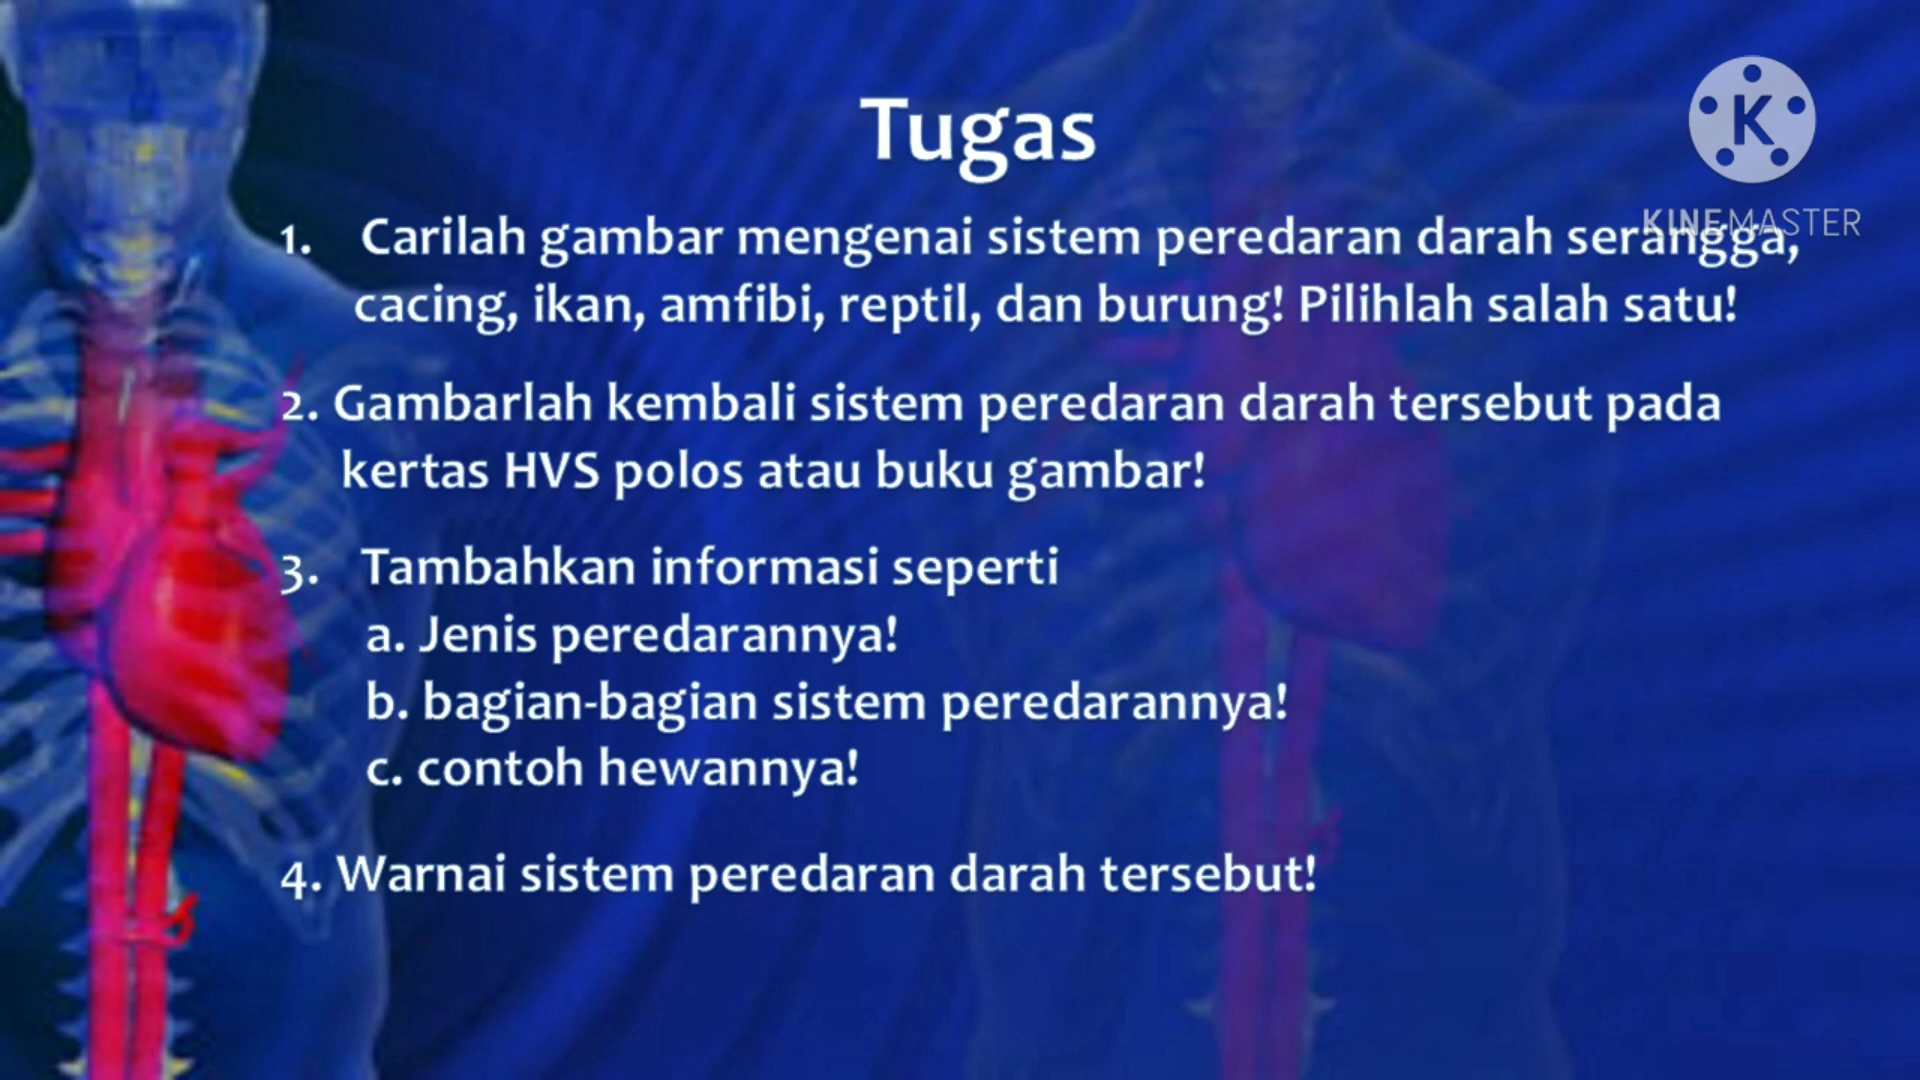 Tugas
K
KINEMASTER
1. Carilah gambar mengenai sistem peredaran darah serangga,
cacing, ikan, amfibi, reptil, dan burung! Pilihlah salah satu!
2. Gambarlah kembali sistem peredaran darah tersebut pada
kertas HVS polos atau buku gambar!
3. Tambahkan informasi seperti
a. Jenis peredarannya!
b. bagian-bagian sistem peredarannya!
c. contoh hewannya!
4. Warnai sistem peredaran darah tersebut!